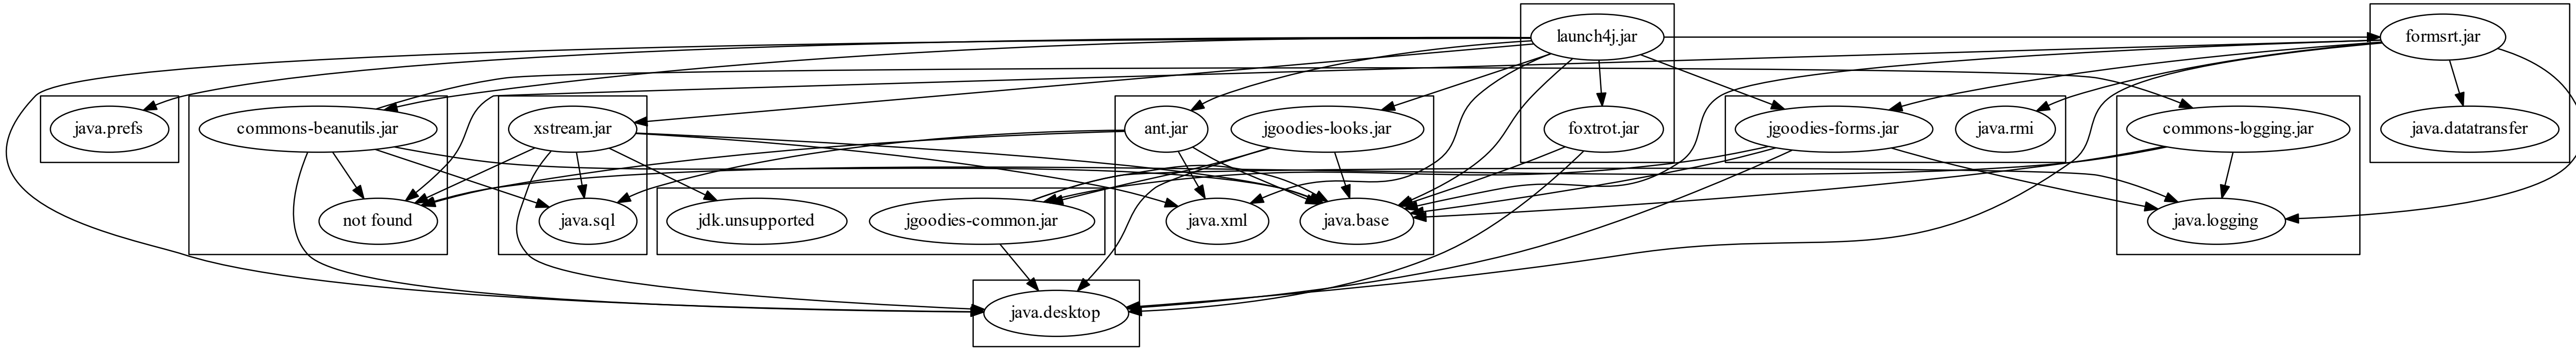 launch4j.jar
formsrt.jar
java.prefs
commons-beanutils.jar
xstream.jar
ant.jar
jgoodies-looks.jar
foxtrot.jar
jgoodies-forms.jar
java.rmi
commons-logging.jar
java.datatransfer
not found
java.sql
jdk.unsupported
jgoodies-common.jar
java.xml
java.base
java.logging
java.desktop